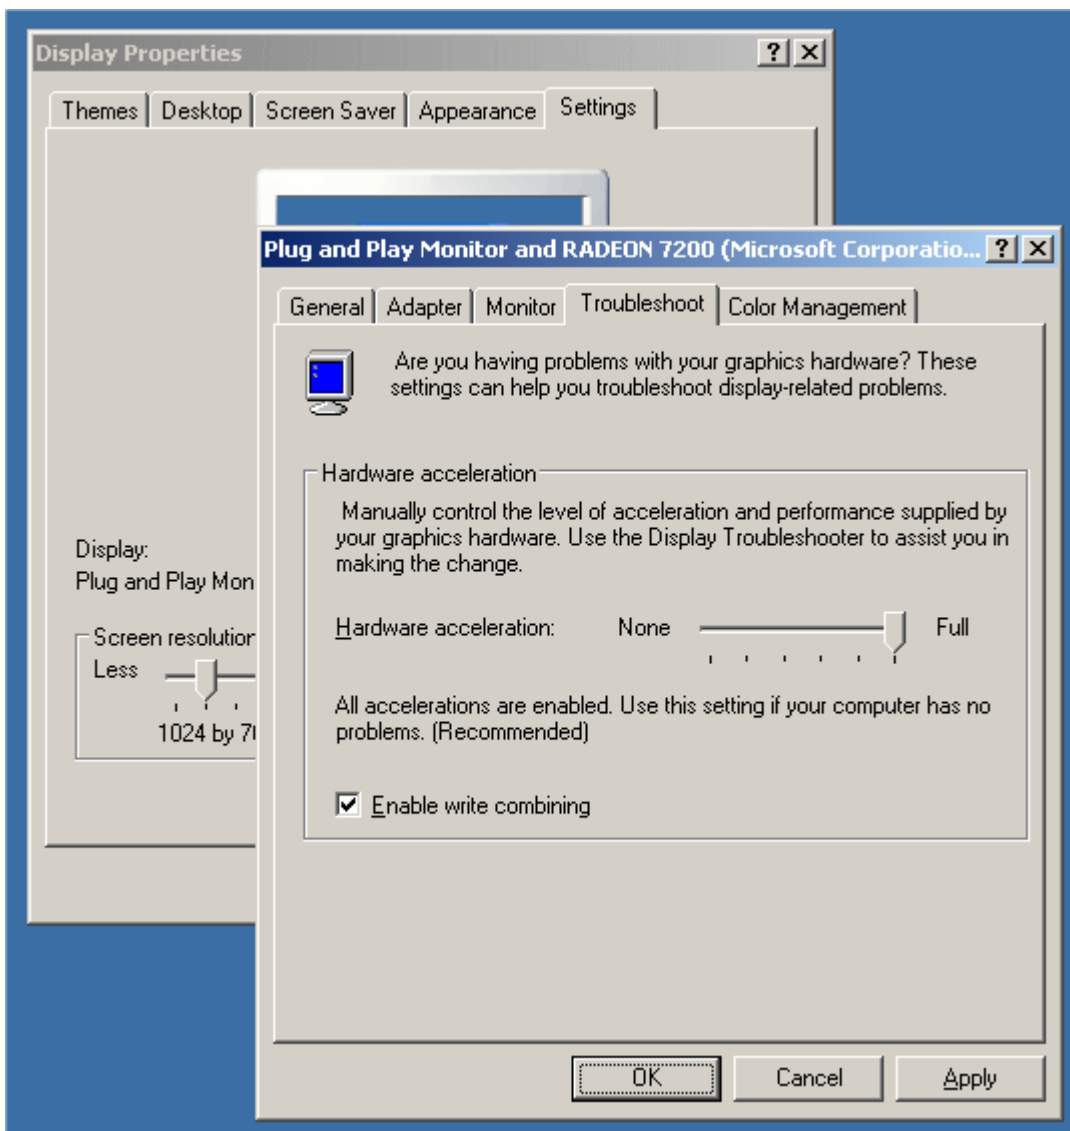 Display Properties
Themes Desktop Screen Saver Appearance Settings
Plug and Play Monitor and RADEON 7200 (Microsoft Corporatio...
General Adapter Monitor Troubleshoot Color Management
Are you having problems with your graphics hardware? These
settings can help you troubleshoot display-related problems.
Hardware acceleration
Manually control the level of acceleration and performance supplied by
your graphics hardware. Use the Display Troubleshooter to assist you in
making the change.
Hardware acceleration: None Full
All accelerations are enabled. Use this setting if your computer has no
problems. (Recommended)
Enable write combining
OK Cancel Apply
Display:
Plug and Play Mon
Screen resolution
Less
1024 by